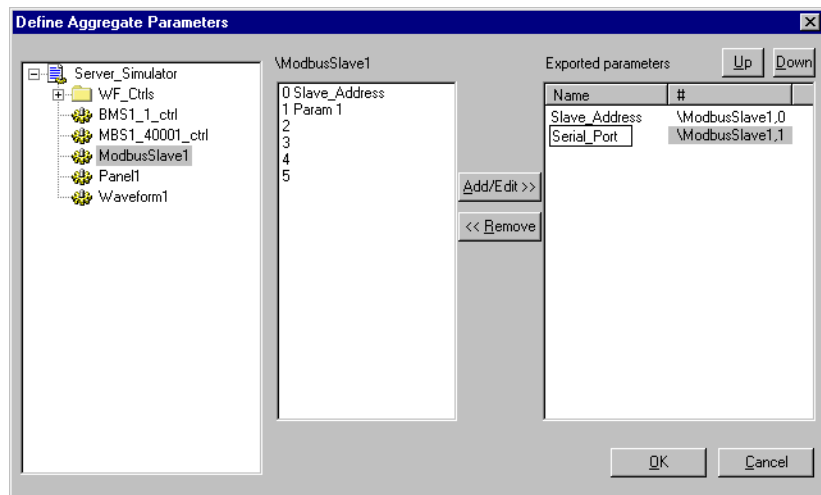 Define Aggregate Parameters
Server_Simulator
WF_Ctrls
BMS1_1_ctrl
MBS1_40001_ctrl
ModbusSlave1
Panel1
Waveform1
\ModbusSlave1
0 Slave_Address
1 Param 1
2
3
4
5
Add/Edit >>
<< Remove
Exported parameters
Up
Down
Name #
Slave_Address \ModbusSlave1,0
Serial_Port \ModbusSlave1,1
OK
Cancel